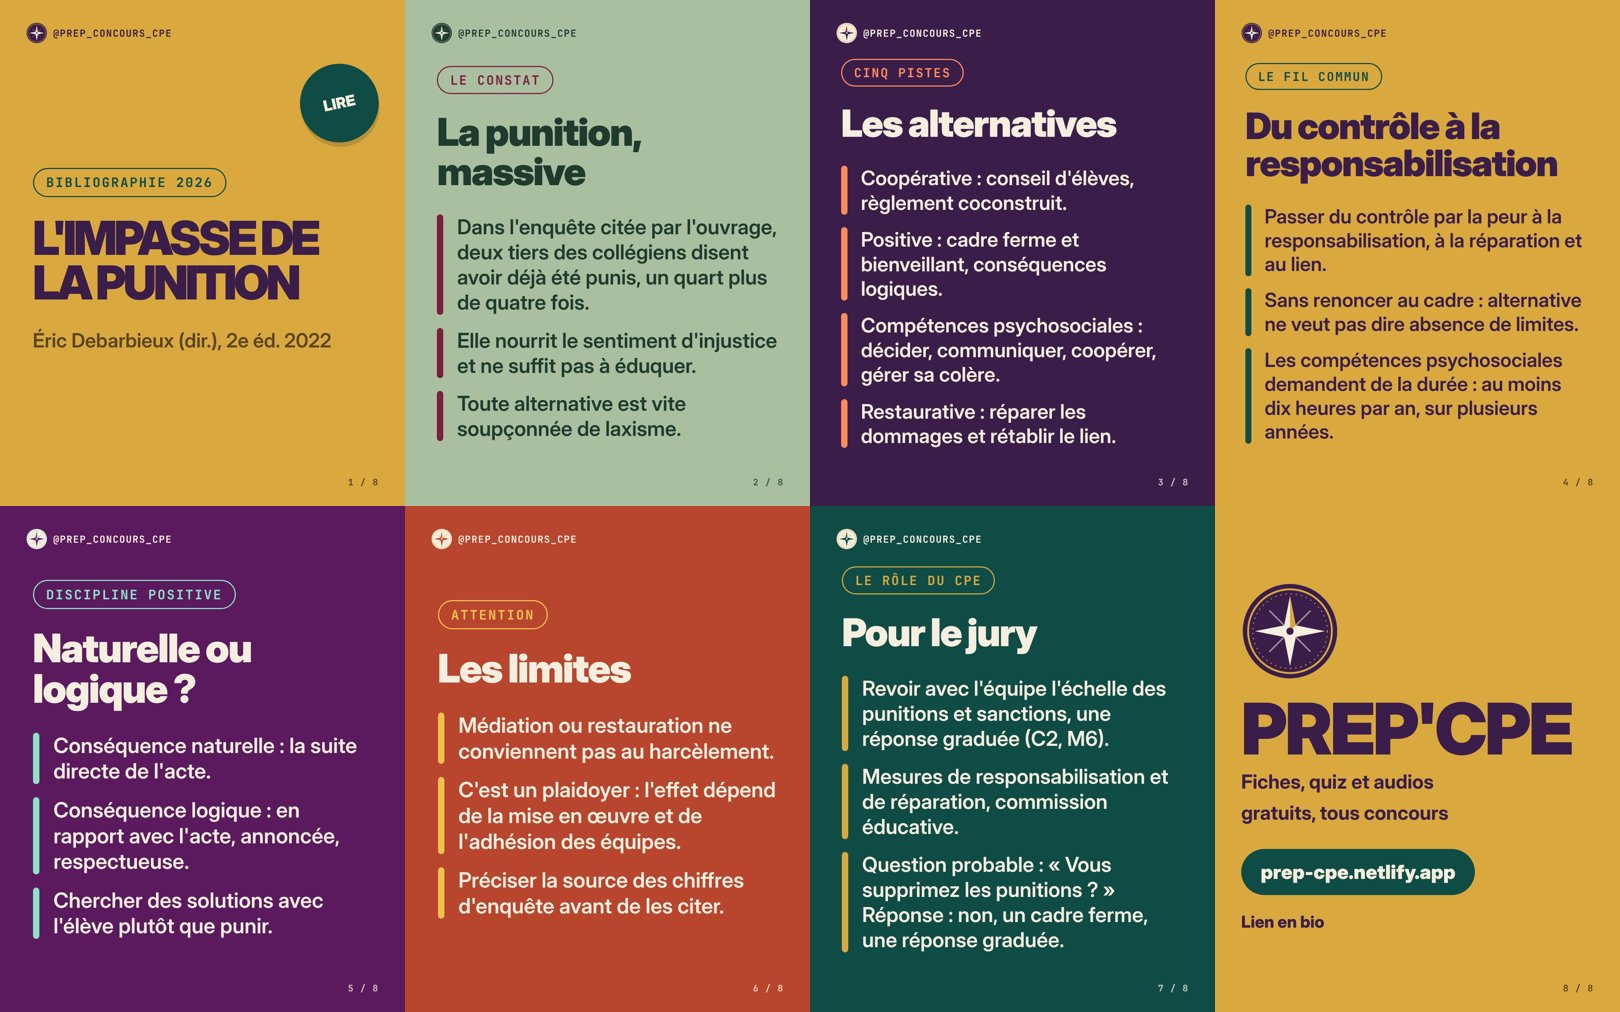 @PREP_CONCOURS_CPE
LIRE
BIBLIOGRAPHIE 2026
L'IMPASSE DE
LA PUNITION
Éric Debarbieux (dir.), 2e éd. 2022
1 / 8
@PREP_CONCOURS_CPE
LE CONSTAT
La punition,
massive
Dans l'enquête citée par l'ouvrage,
deux tiers des collégiens disent
avoir déjà été punis, un quart plus
de quatre fois.
Elle nourrit le sentiment d'injustice
et ne suffit pas à éduquer.
Toute alternative est vite
soupçonnée de laxisme.
2 / 8
@PREP_CONCOURS_CPE
CINQ PISTES
Les alternatives
Coopérative : conseil d'élèves,
règlement coconstruit.
Positive : cadre ferme et
bienveillant, conséquences
logiques.
Compétences psychosociales :
décider, communiquer, coopérer,
gérer sa colère.
Restaurative : réparer les
dommages et rétablir le lien.
3 / 8
@PREP_CONCOURS_CPE
LE FIL COMMUN
Du contrôle à la
responsabilisation
Passer du contrôle par la peur à la
responsabilisation, à la réparation et
au lien.
Sans renoncer au cadre : alternative
ne veut pas dire absence de limites.
Les compétences psychosociales
demandent de la durée : au moins
dix heures par an, sur plusieurs
années.
4 / 8
@PREP_CONCOURS_CPE
DISCIPLINE POSITIVE
Naturelle ou
logique ?
Conséquence naturelle : la suite
directe de l'acte.
Conséquence logique : en
rapport avec l'acte, annoncée,
respectueuse.
Chercher des solutions avec
l'élève plutôt que punir.
5 / 8
@PREP_CONCOURS_CPE
ATTENTION
Les limites
Médiation ou restauration ne
conviennent pas au harcèlement.
C'est un plaidoyer : l'effet dépend
de la mise en œuvre et de
l'adhésion des équipes.
Préciser la source des chiffres
d'enquête avant de les citer.
6 / 8
@PREP_CONCOURS_CPE
LE RÔLE DU CPE
Pour le jury
Revoir avec l'équipe l'échelle des
punitions et sanctions, une
réponse graduée (C2, M6).
Mesures de responsabilisation et
de réparation, commission
éducative.
Question probable : « Vous
supprimez les punitions ? »
Réponse : non, un cadre ferme,
une réponse graduée.
7 / 8
PREP'CPE
Fiches, quiz et audios
gratuits, tous concours
prep-cpe.netlify.app
Lien en bio
8 / 8